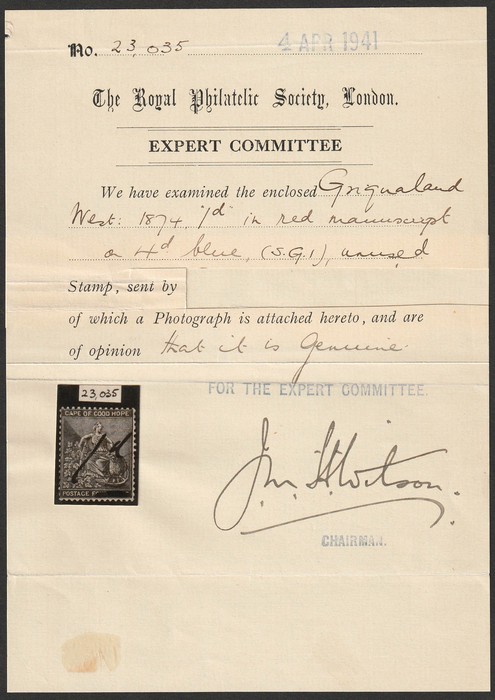 No. 23,035
4 APR 1941
The Royal Philatelic Society, London.
EXPERT COMMITTEE
We have examined the enclosed Griqualand
West: 1874, "1d" in red manuscript
on 4d blue, (S.G.1), unused
Stamp, sent by
of which a Photograph is attached hereto, and are
of opinion that it is Genuine.
FOR THE EXPERT COMMITTEE.
23,035
CAPE OF GOOD HOPE
1d
POSTAGE F
J.M.H. Wilson.
CHAIRMAN.